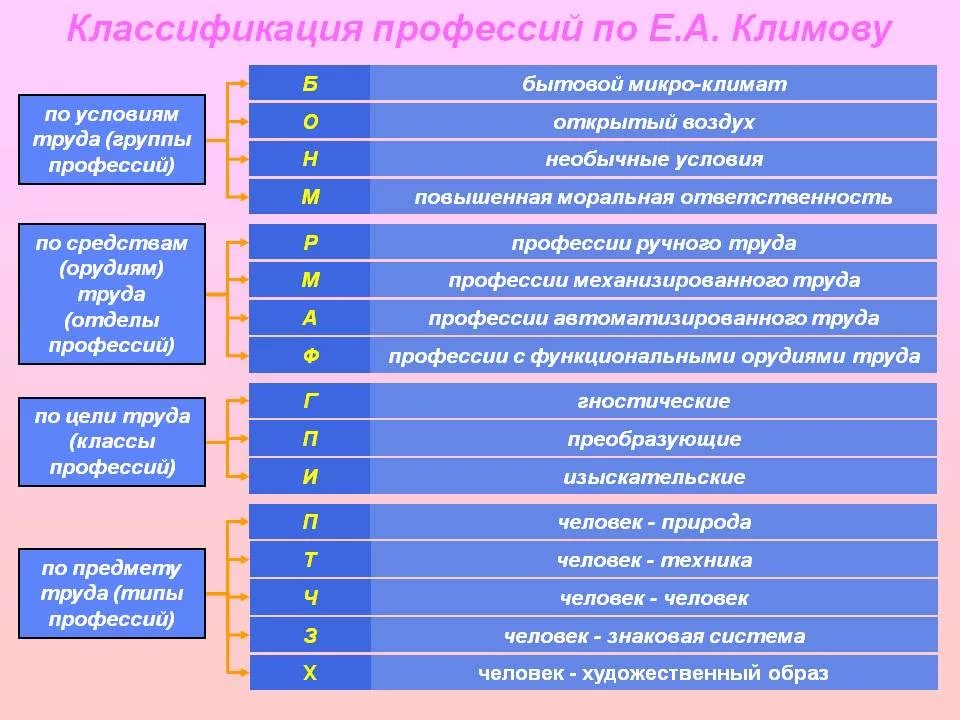 Классификация профессий по Е.А. Климову
по условиям
труда (группы
профессий)
Б бытовой микро-климат
О открытый воздух
Н необычные условия
М повышенная моральная ответственность
по средствам
(орудиям)
труда
(отделы
профессий)
Р профессии ручного труда
М профессии механизированного труда
А профессии автоматизированного труда
Ф профессии с функциональными орудиями труда
по цели труда
(классы
профессий)
Г гностические
П преобразующие
И изыскательские
по предмету
труда (типы
профессий)
П человек - природа
Т человек - техника
Ч человек - человек
З человек - знаковая система
Х человек - художественный образ